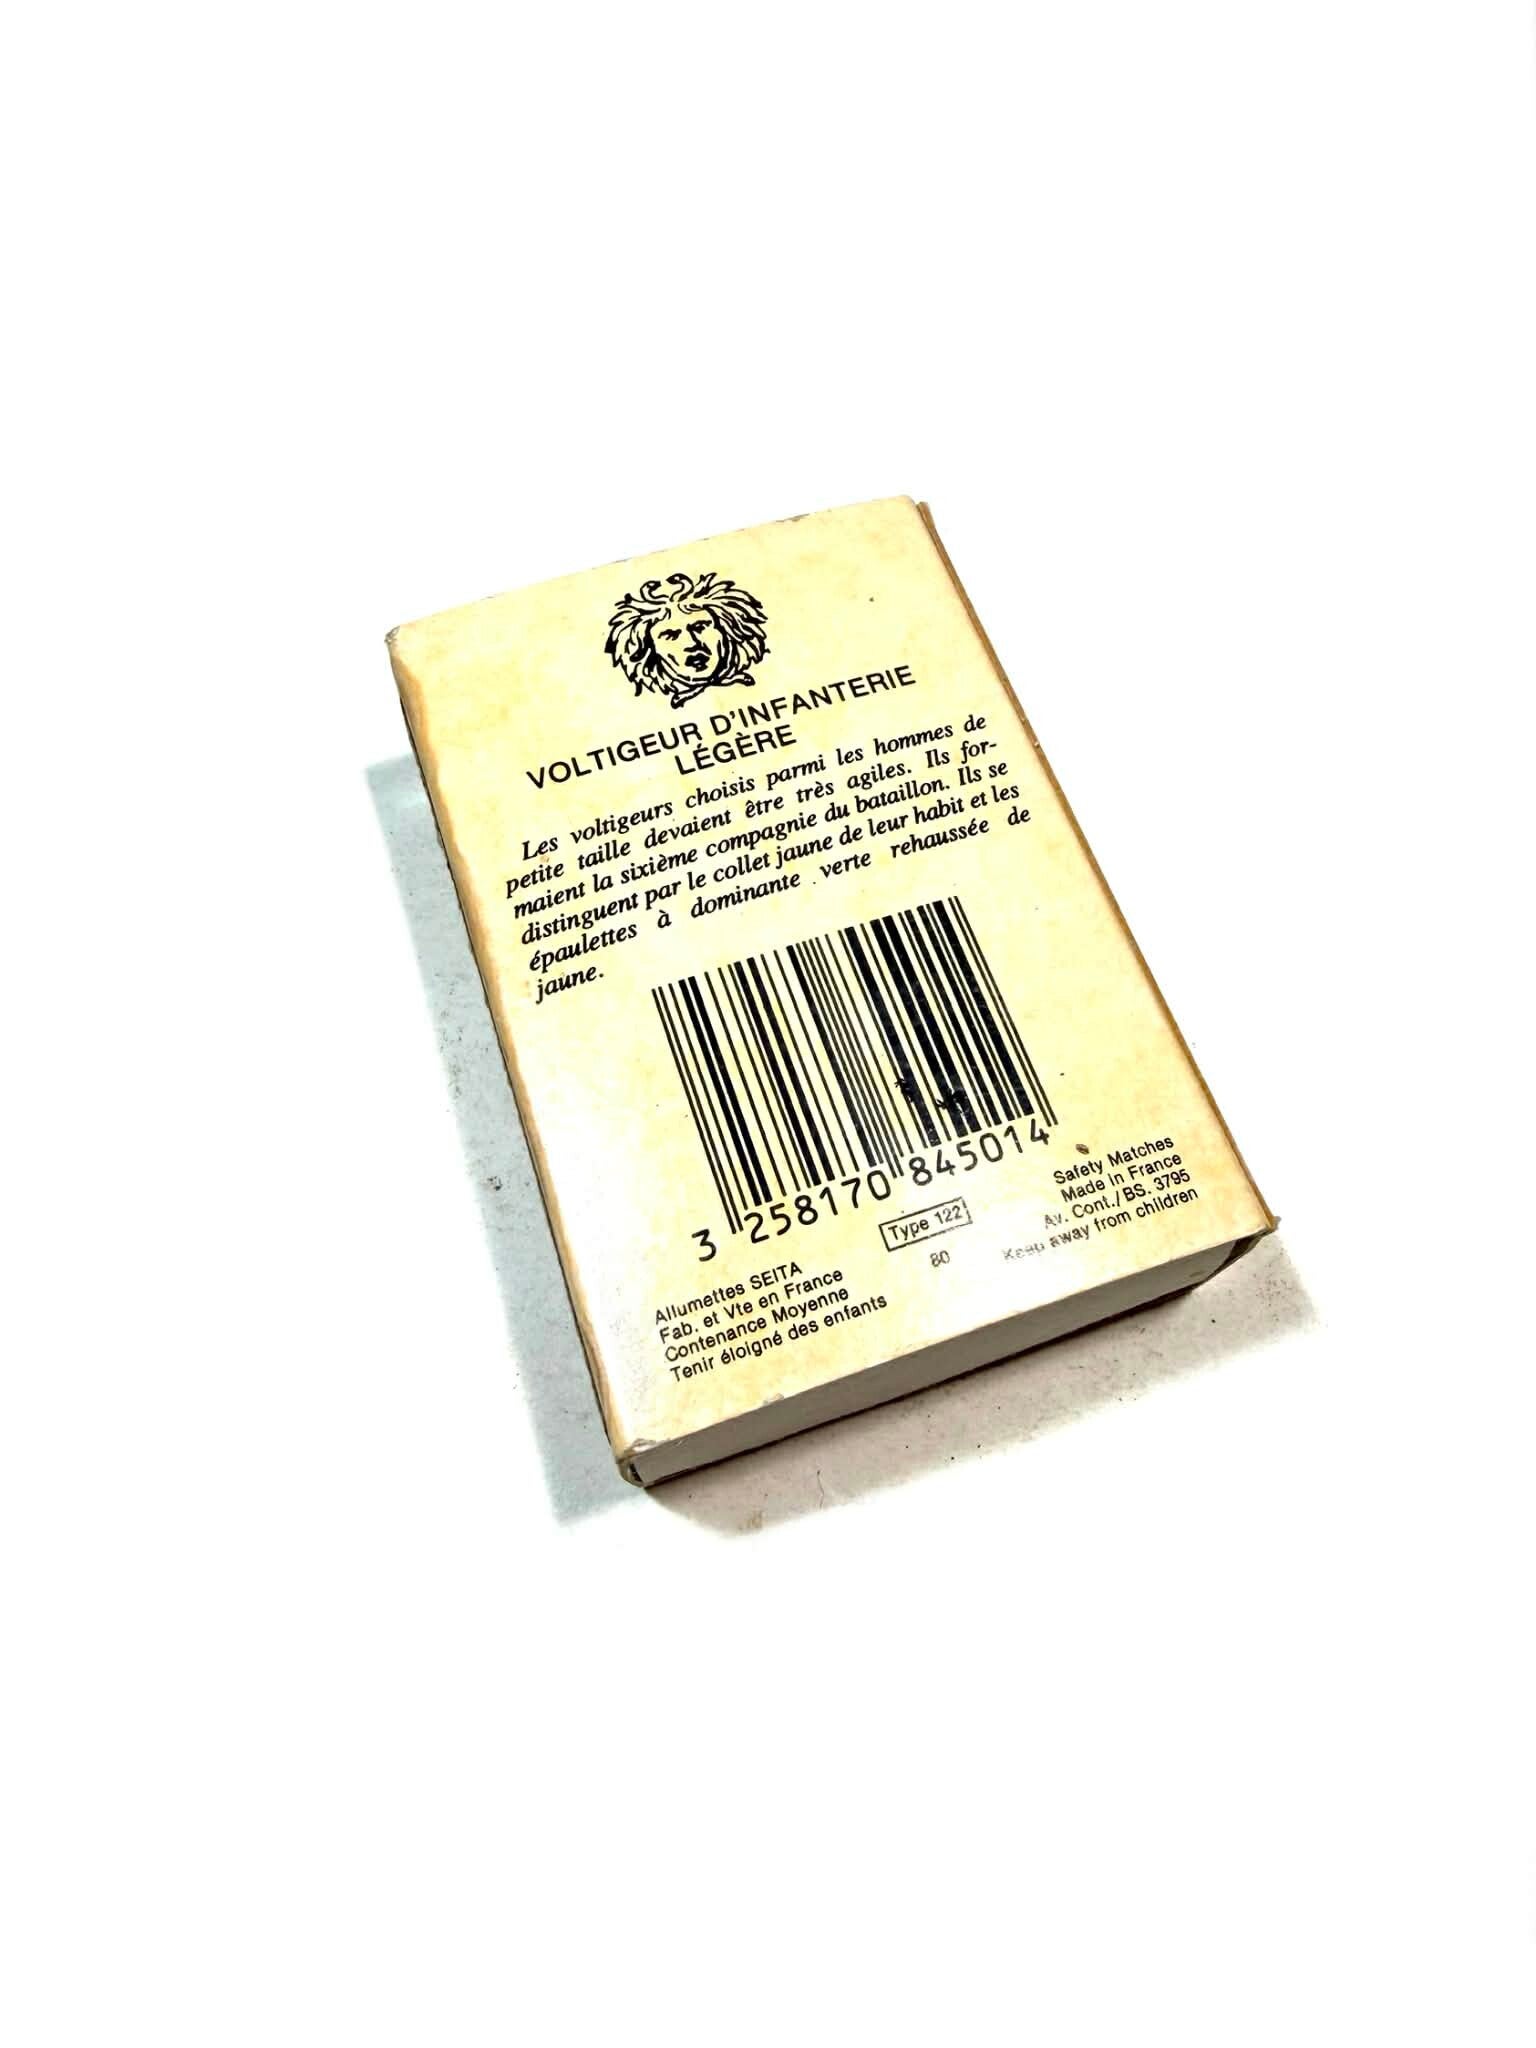 VOLTIGEUR D'INFANTERIE
LÉGÈRE
Les voltigeurs choisis parmi les hommes de
petite taille devaient être très agiles. Ils for-
maient la sixième compagnie du bataillon. Ils se
distinguent par le collet jaune de leur habit et les
épaulettes à dominante verte rehaussée de
jaune.
3 258170 845014
Allumettes SEITA
Fab. et Vte en France
Contenance Moyenne
Tenir éloigné des enfants
Type 122
80
Safety Matches
Made in France
Av. Cont./BS. 3795
Keep away from children